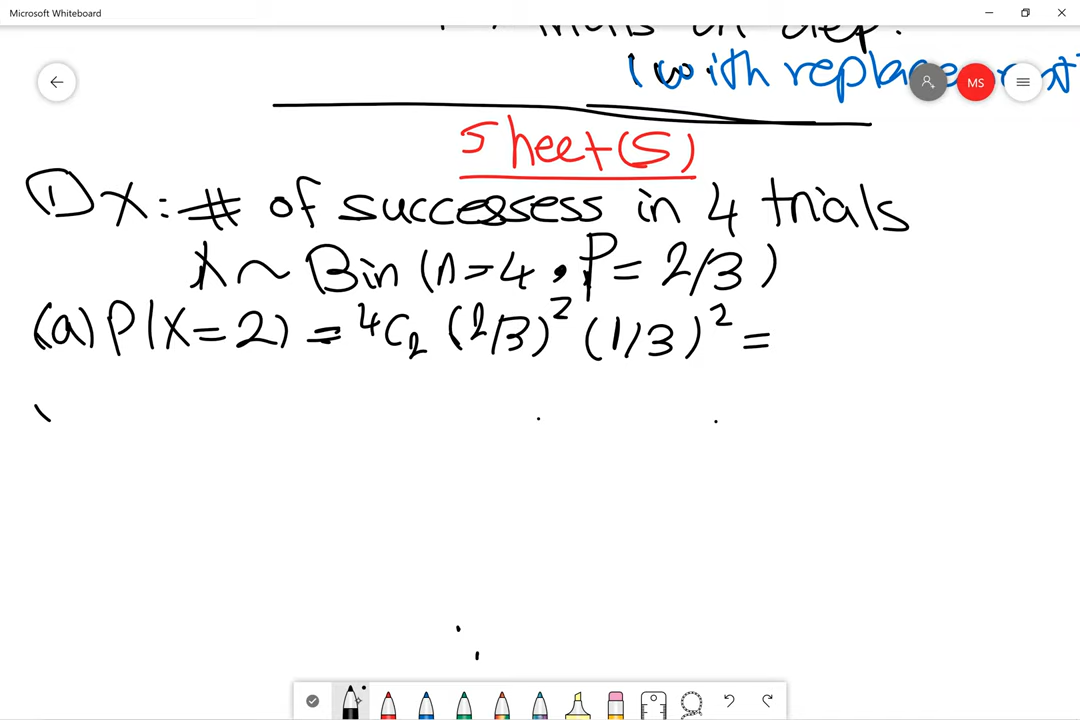 Microsoft Whiteboard
(with replacement
MS
Sheet(5)
① X: # of successess in 4 trials
X ~ Bin (n=4, P= 2/3)
(a) P(X=2) = ⁴C₂ (2/3)² (1/3)² =